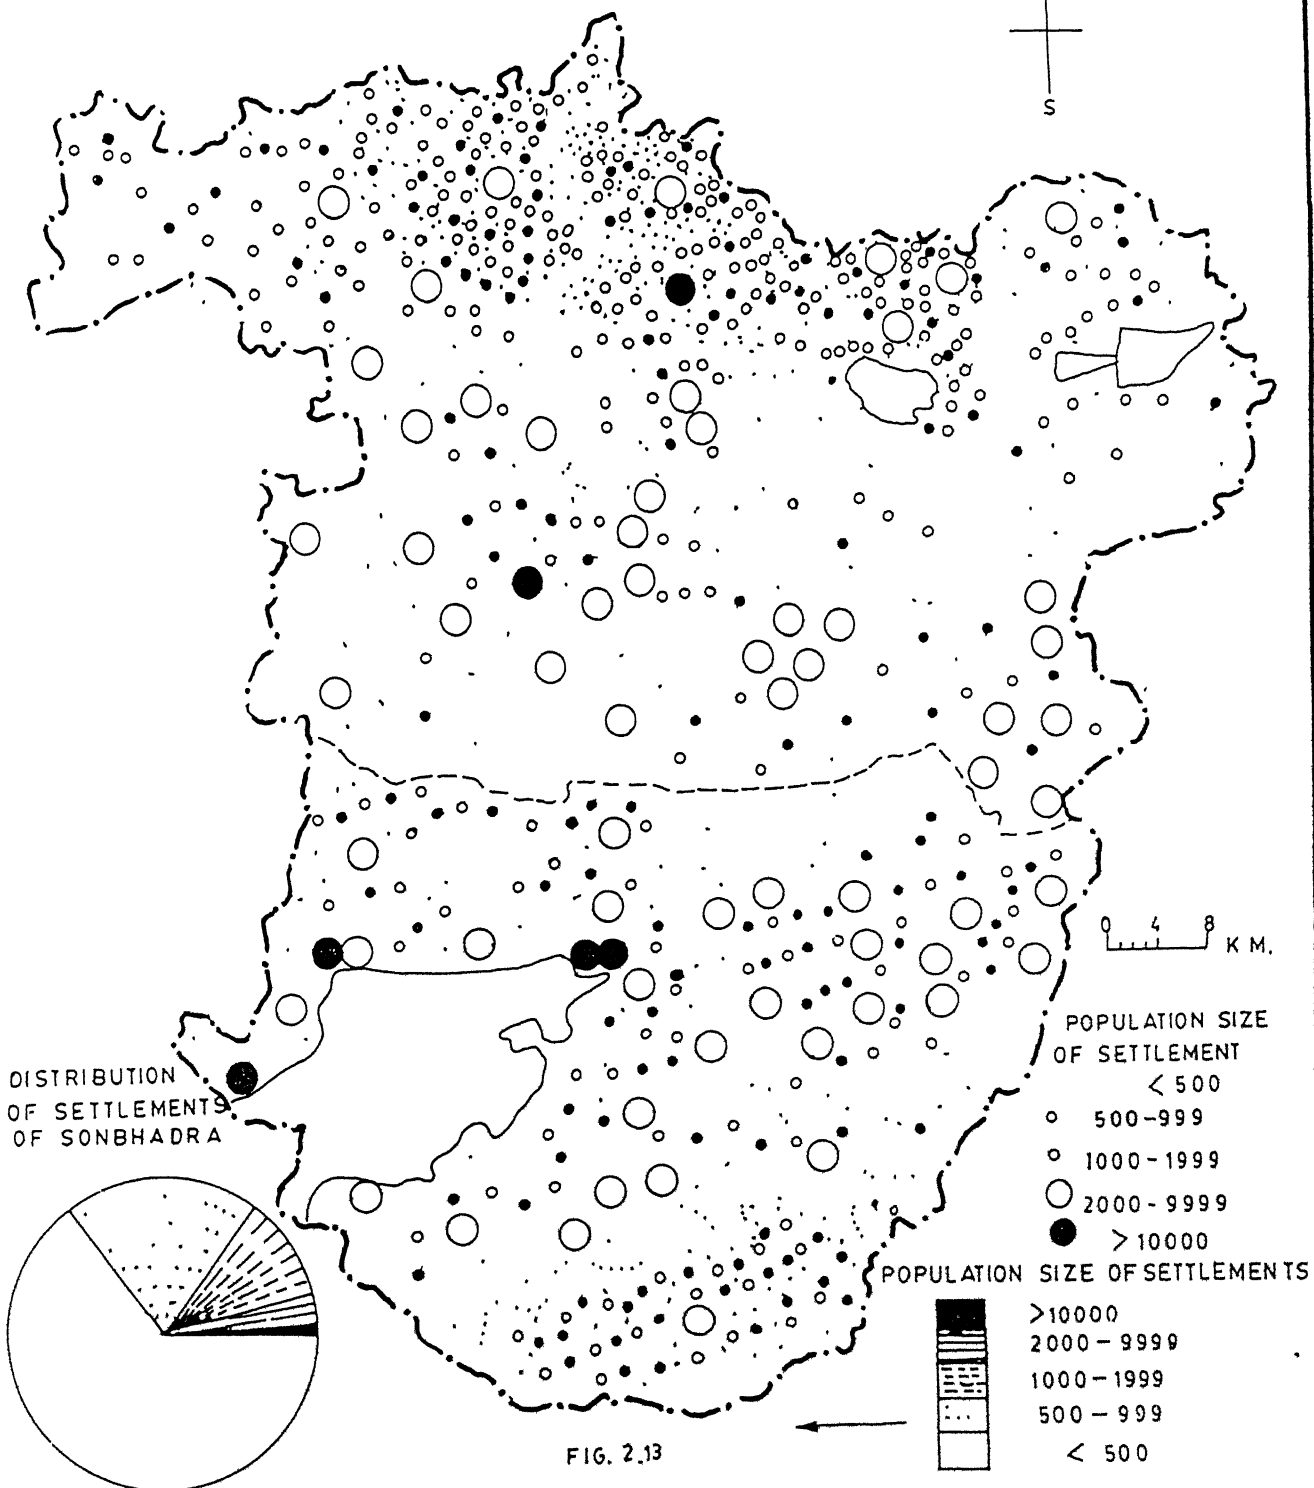 S
0 4 8
KM.
DISTRIBUTION
OF SETTLEMENTS
OF SONBHADRA
POPULATION SIZE
OF SETTLEMENT
< 500
500-999
1000-1999
2000-9999
>10000
POPULATION SIZE OF SETTLEMENTS
>10000
2000-9999
1000-1999
500-999
< 500
FIG. 2.13